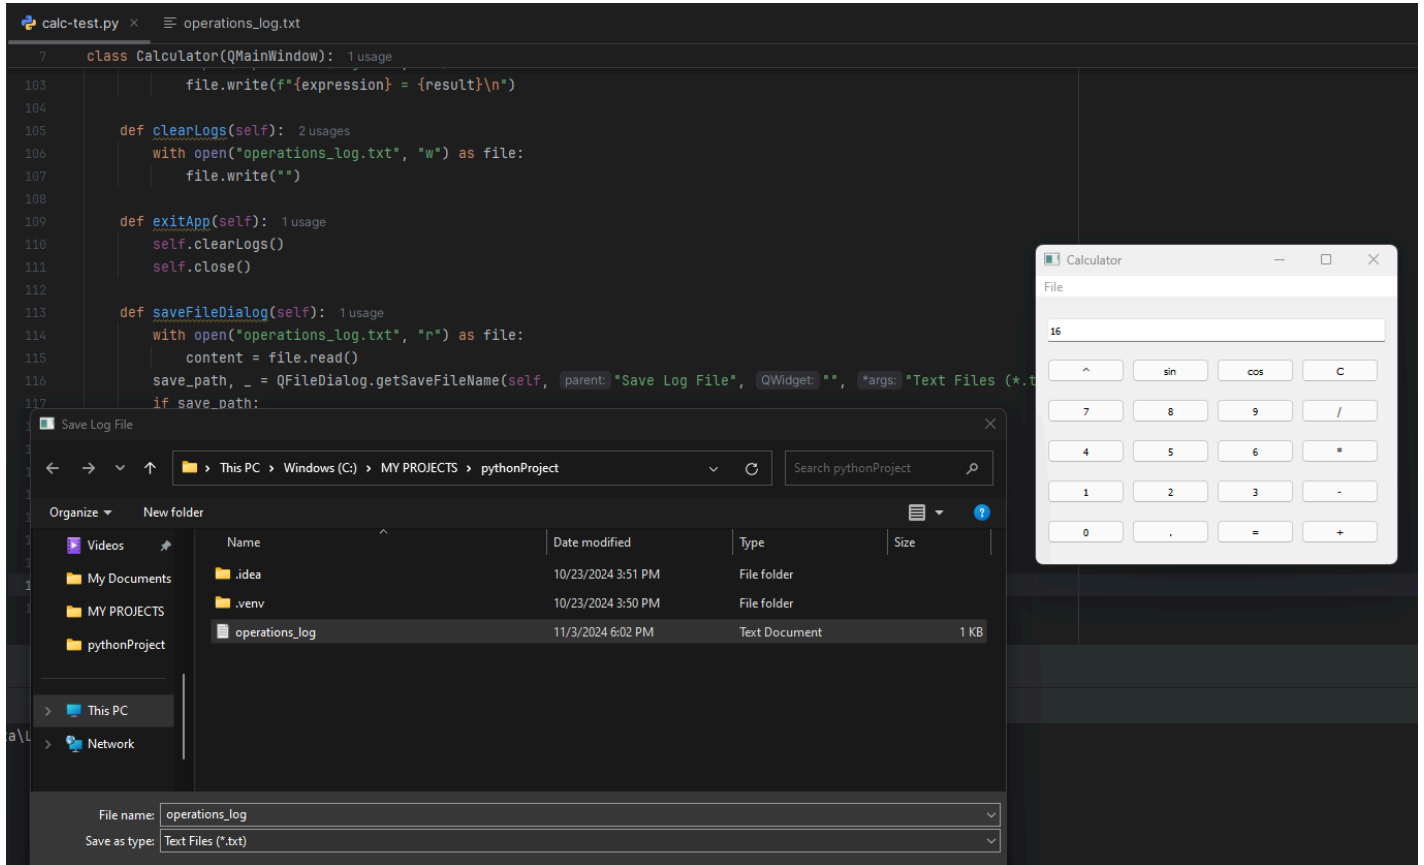 calc-test.py × operations_log.txt
7 class Calculator(QMainWindow): 1 usage
103 file.write(f"{expression} = {result}\n")
104
105 def clearLogs(self): 2 usages
106 with open("operations_log.txt", "w") as file:
107 file.write("")
108
109 def exitApp(self): 1 usage
110 self.clearLogs()
111 self.close()
112
113 def saveFileDialog(self): 1 usage
114 with open("operations_log.txt", "r") as file:
115 content = file.read()
116 save_path, _ = QFileDialog.getSaveFileName(self, parent: "Save Log File", QWidget: "", *args: "Text Files (*.t
117 if save_path:
Save Log File
This PC > Windows (C:) > MY PROJECTS > pythonProject
Search pythonProject
Organize New folder
Name Date modified Type Size
Videos
My Documents
MY PROJECTS
pythonProject
This PC
Network
.idea 10/23/2024 3:51 PM File folder
.venv 10/23/2024 3:50 PM File folder
operations_log 11/3/2024 6:02 PM Text Document 1 KB
File name: operations_log
Save as type: Text Files (*.txt)
Calculator
File
16
^ sin cos C
7 8 9 /
4 5 6 *
1 2 3 -
0 . = +